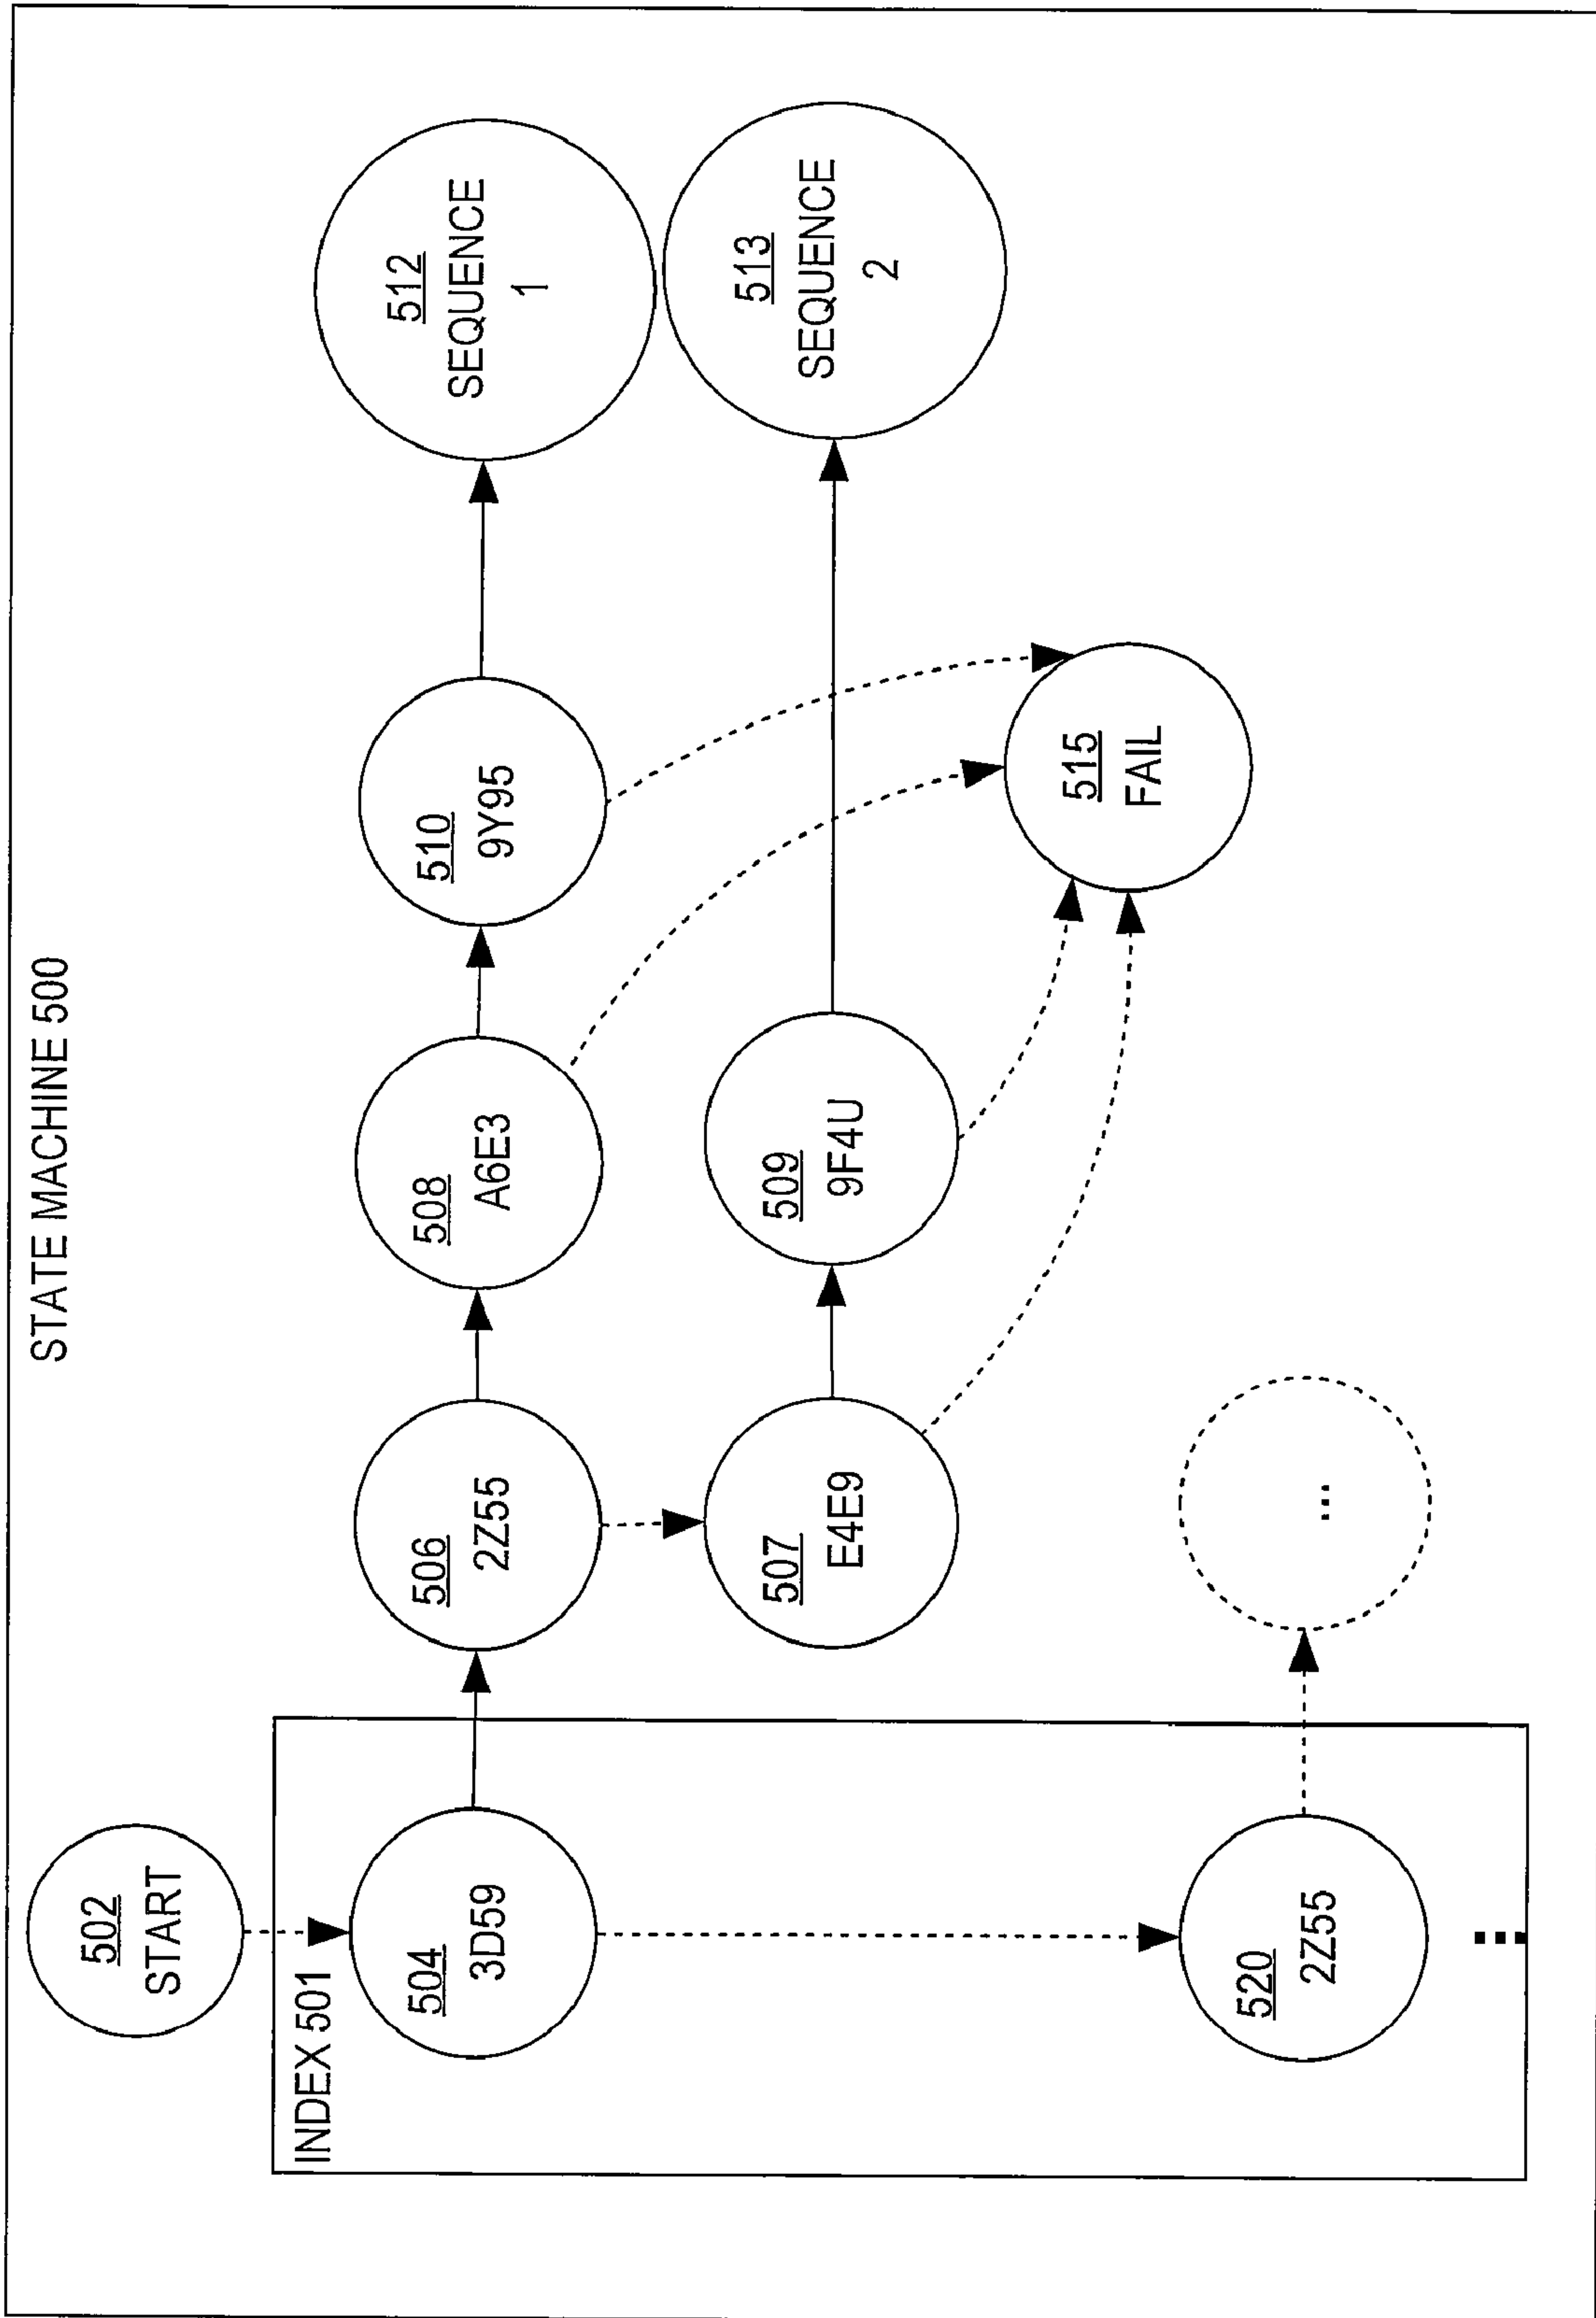 STATE MACHINE 500
502
START
INDEX 501
504
3D59
506
2Z55
508
A6E3
510
9Y95
512
SEQUENCE
1
507
E4E9
509
9F4U
513
SEQUENCE
2
515
FAIL
520
2Z55
...
...